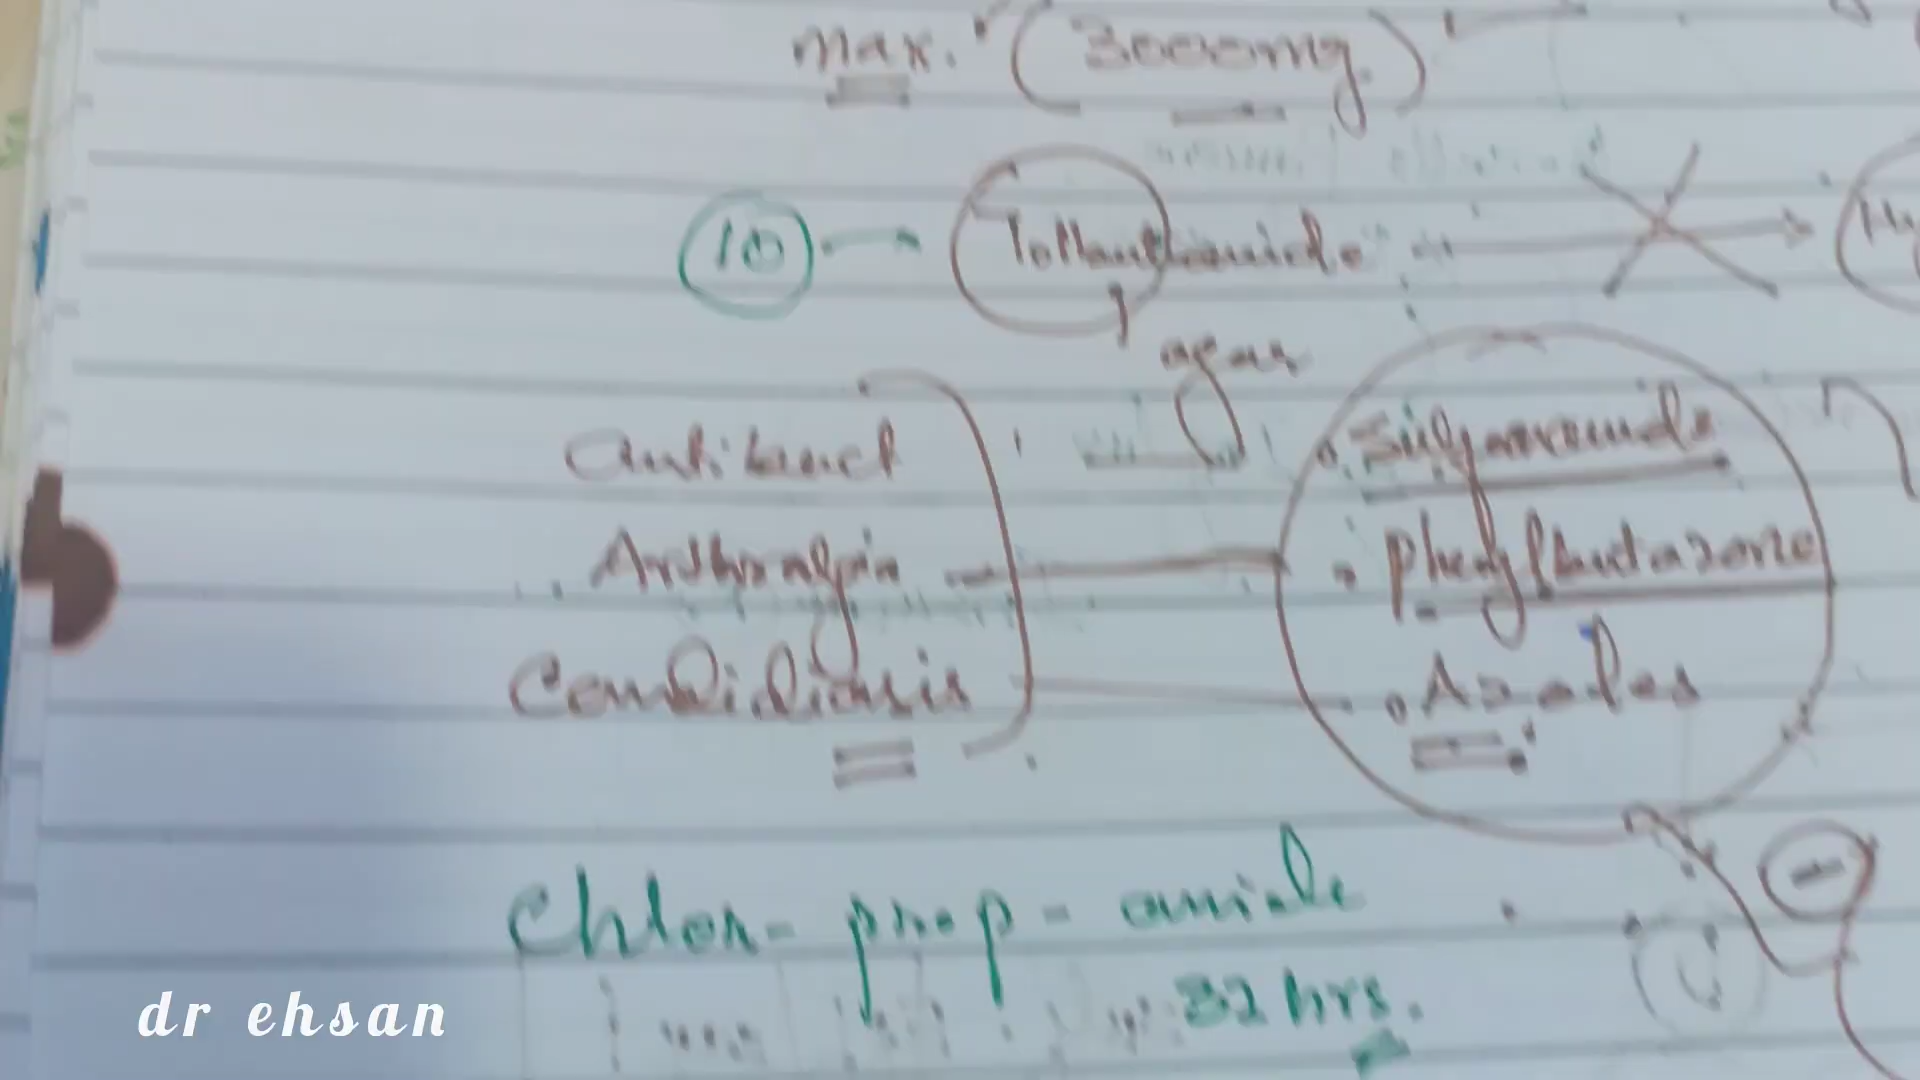 max. (3000mg)
10 → Tolbutamide
agar
Antibact • Sulfonamide
Arthralgia • Phenylbutazone
Candidiasis • Azoles
Chlor-prop-amide
32 hrs.
dr ehsan